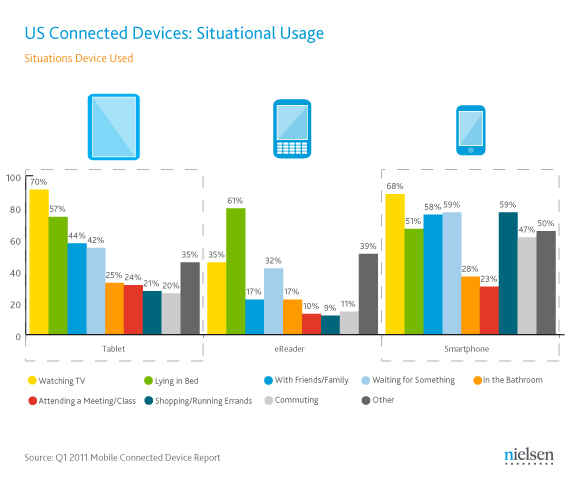 US Connected Devices: Situational Usage
Situations Device Used
100
80
60
40
20
0
70%
57%
44%
42%
25%
24%
21%
20%
35%
35%
61%
17%
32%
17%
10%
9%
11%
39%
68%
51%
58%
59%
28%
23%
59%
47%
50%
Tablet
eReader
Smartphone
Watching TV
Lying in Bed
With Friends/Family
Waiting for Something
In the Bathroom
Attending a Meeting/Class
Shopping/Running Errands
Commuting
Other
Source: Q1 2011 Mobile Connected Device Report
nielsen